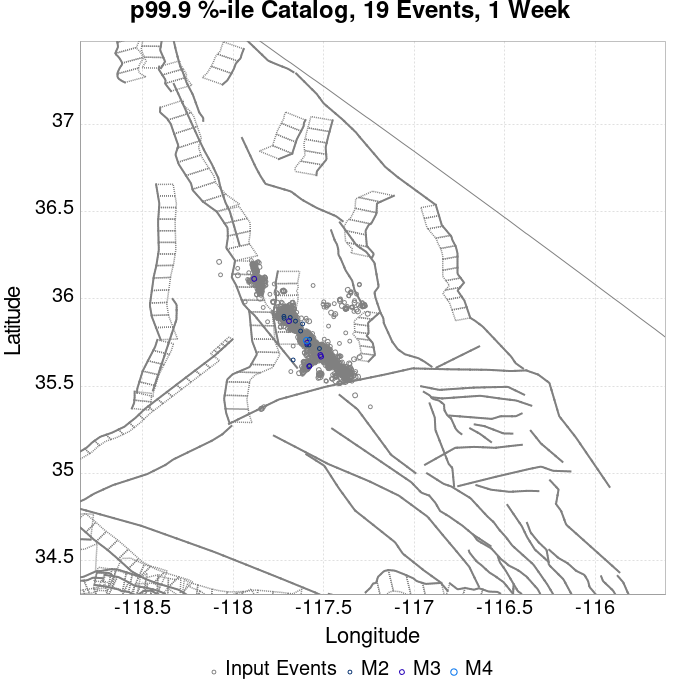 p99.9 %-ile Catalog, 19 Events, 1 Week
37
36.5
36
35.5
35
34.5
Latitude
-118.5 -118 -117.5 -117 -116.5 -116
Longitude
Input Events M2 M3 M4